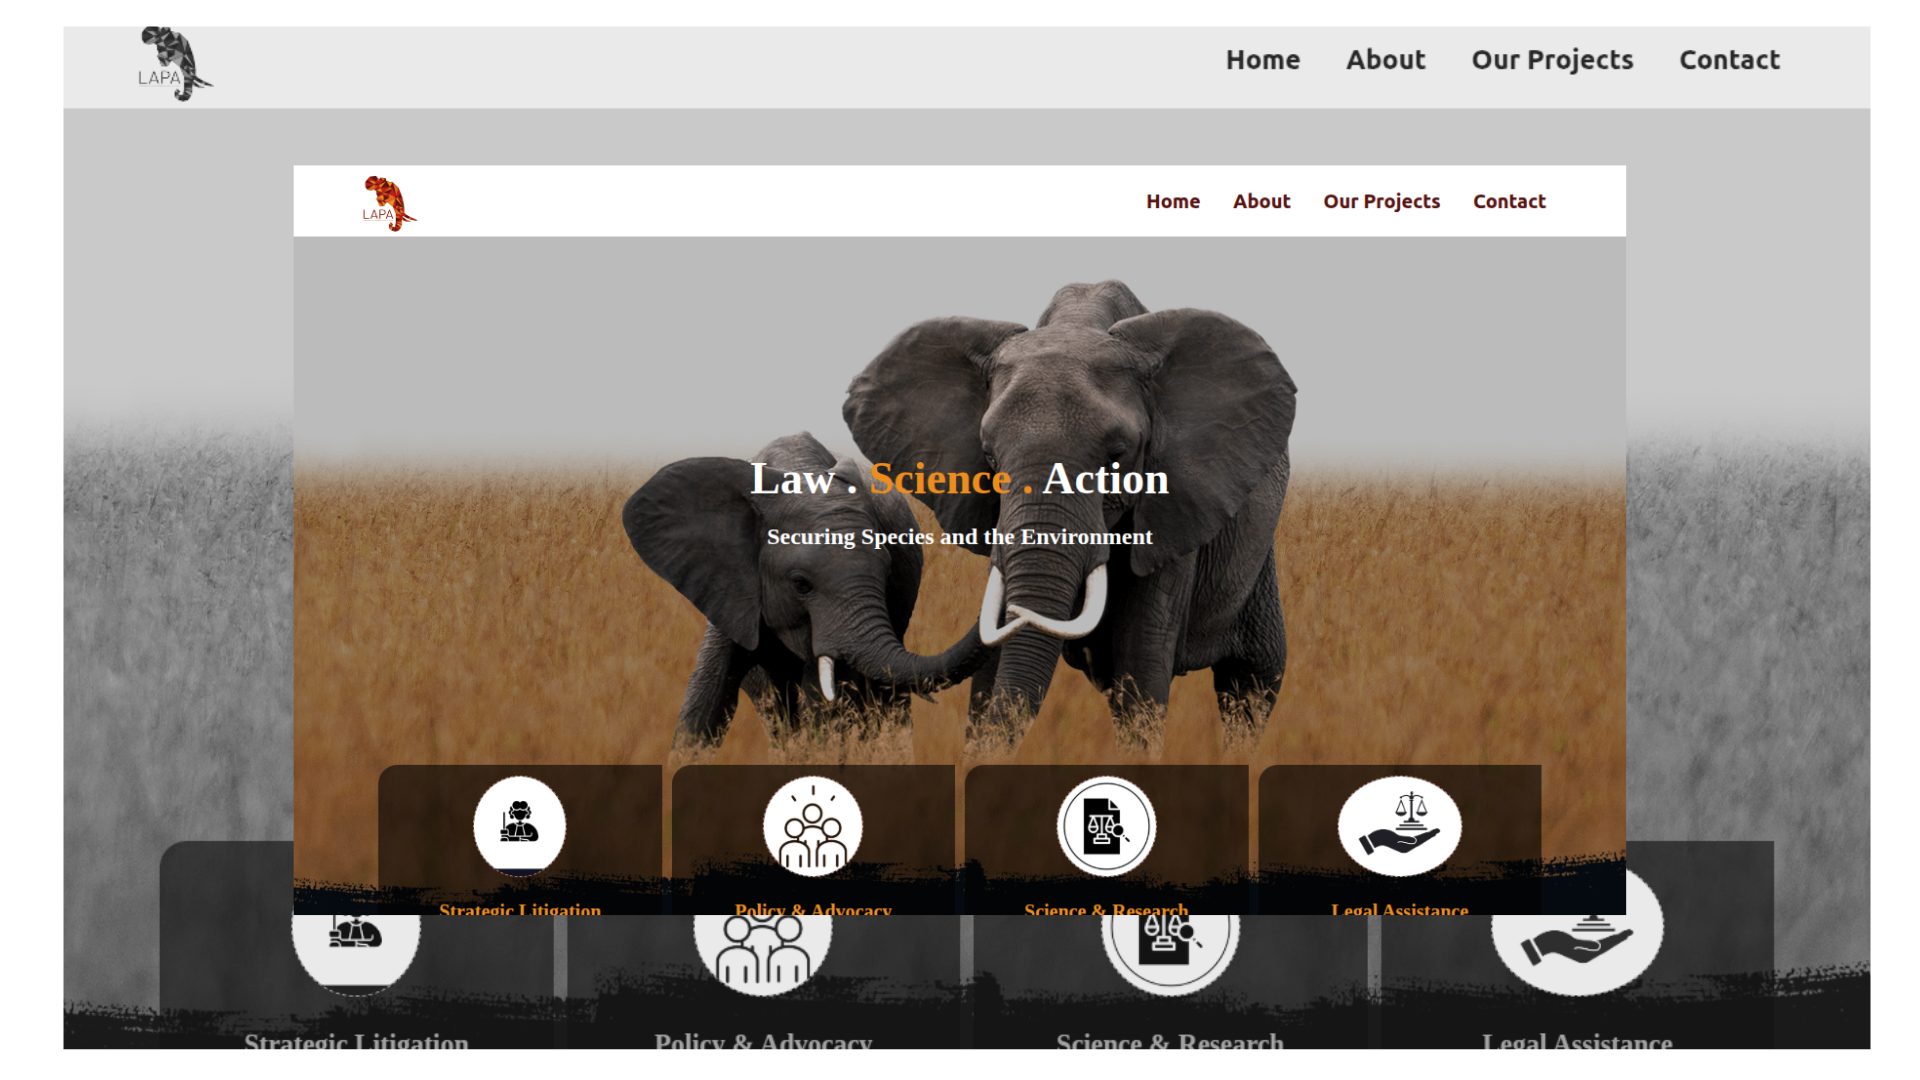 LAPA
Home About Our Projects Contact
LAPA
Home About Our Projects Contact
Law . Science . Action
Securing Species and the Environment
Strategic Litigation Policy & Advocacy Science & Research Legal Assistance
Strategic Litigation Policy & Advocacy Science & Research Legal Assistance